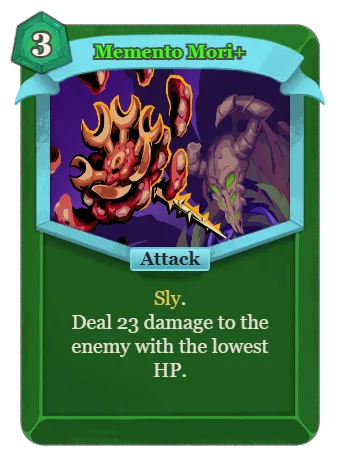 3
Memento Mori+
Attack
Sly.
Deal 23 damage to the
enemy with the lowest
HP.